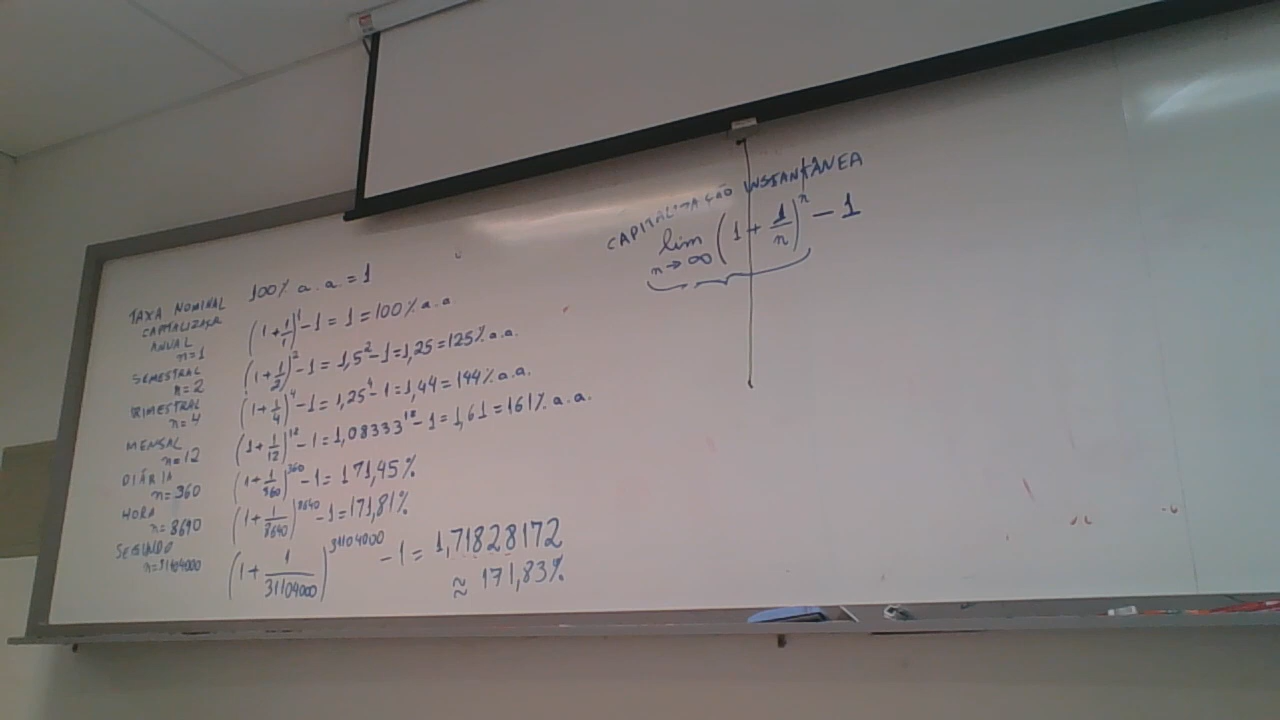 TAXA NOMINAL 100% a.a. = 1
CAPITALIZAÇÃO
ANUAL
n=1 (1+1/1)^1 - 1 = 1 = 100% a.a
SEMESTRAL
n=2 (1+1/2)^2 - 1 = 1,5^2 - 1 = 1,25 = 125% a.a.
TRIMESTRAL
n=4 (1+1/4)^4 - 1 = 1,25^4 - 1 = 1,44 = 144% a.a.
MENSAL
n=12 (1+1/12)^12 - 1 = 1,08333^12 - 1 = 1,61 = 161% a.a.
DIÁRIA
n=360 (1+1/360)^360 - 1 = 171,45%
HORA
n=8640 (1+1/8640)^8640 - 1 = 171,81%
SEGUNDO
n=31104000 (1+1/31104000)^31104000 - 1 = 1,71828172
≈ 171,83%
CAPITALIZAÇÃO INSTANTÂNEA
lim n→∞ (1+1/n)^n - 1